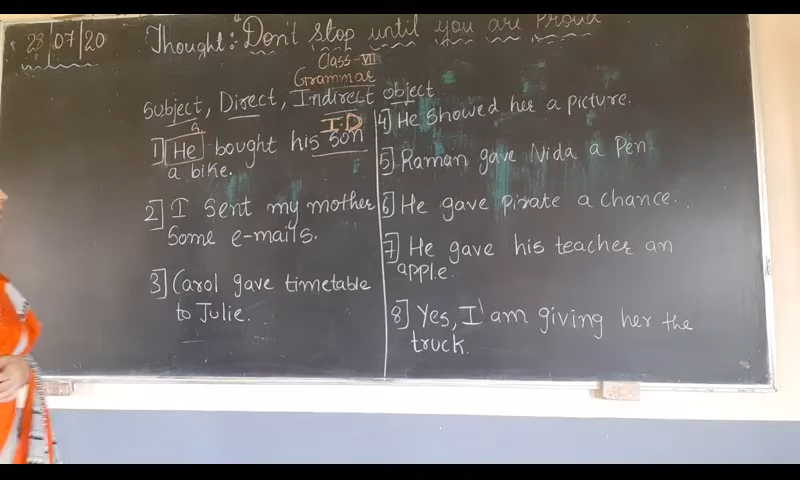 28/07/20
Thought:- Don't stop until you are Proud
Class-VII
Grammar
Subject, Direct, Indirect object
S
I.D
1] He bought his son
a bike.
2] I sent my mother
Some e-mails.
3] Carol gave timetable
to Julie.
4] He showed her a picture.
5] Raman gave Nida a Pen
6] He gave pirate a chance.
7] He gave his teacher an
apple.
8] Yes, I am giving her the
truck.